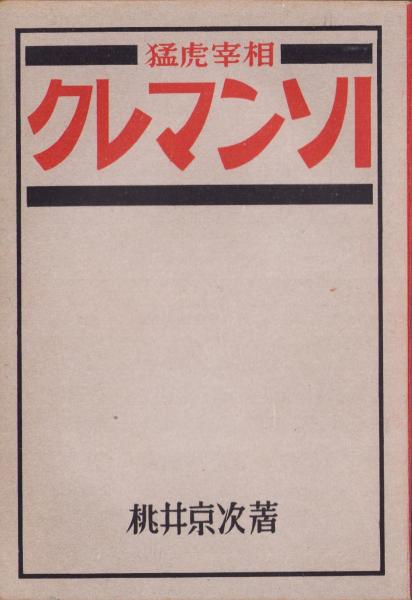 猛虎宰相
クレマンソー
桃井京次著